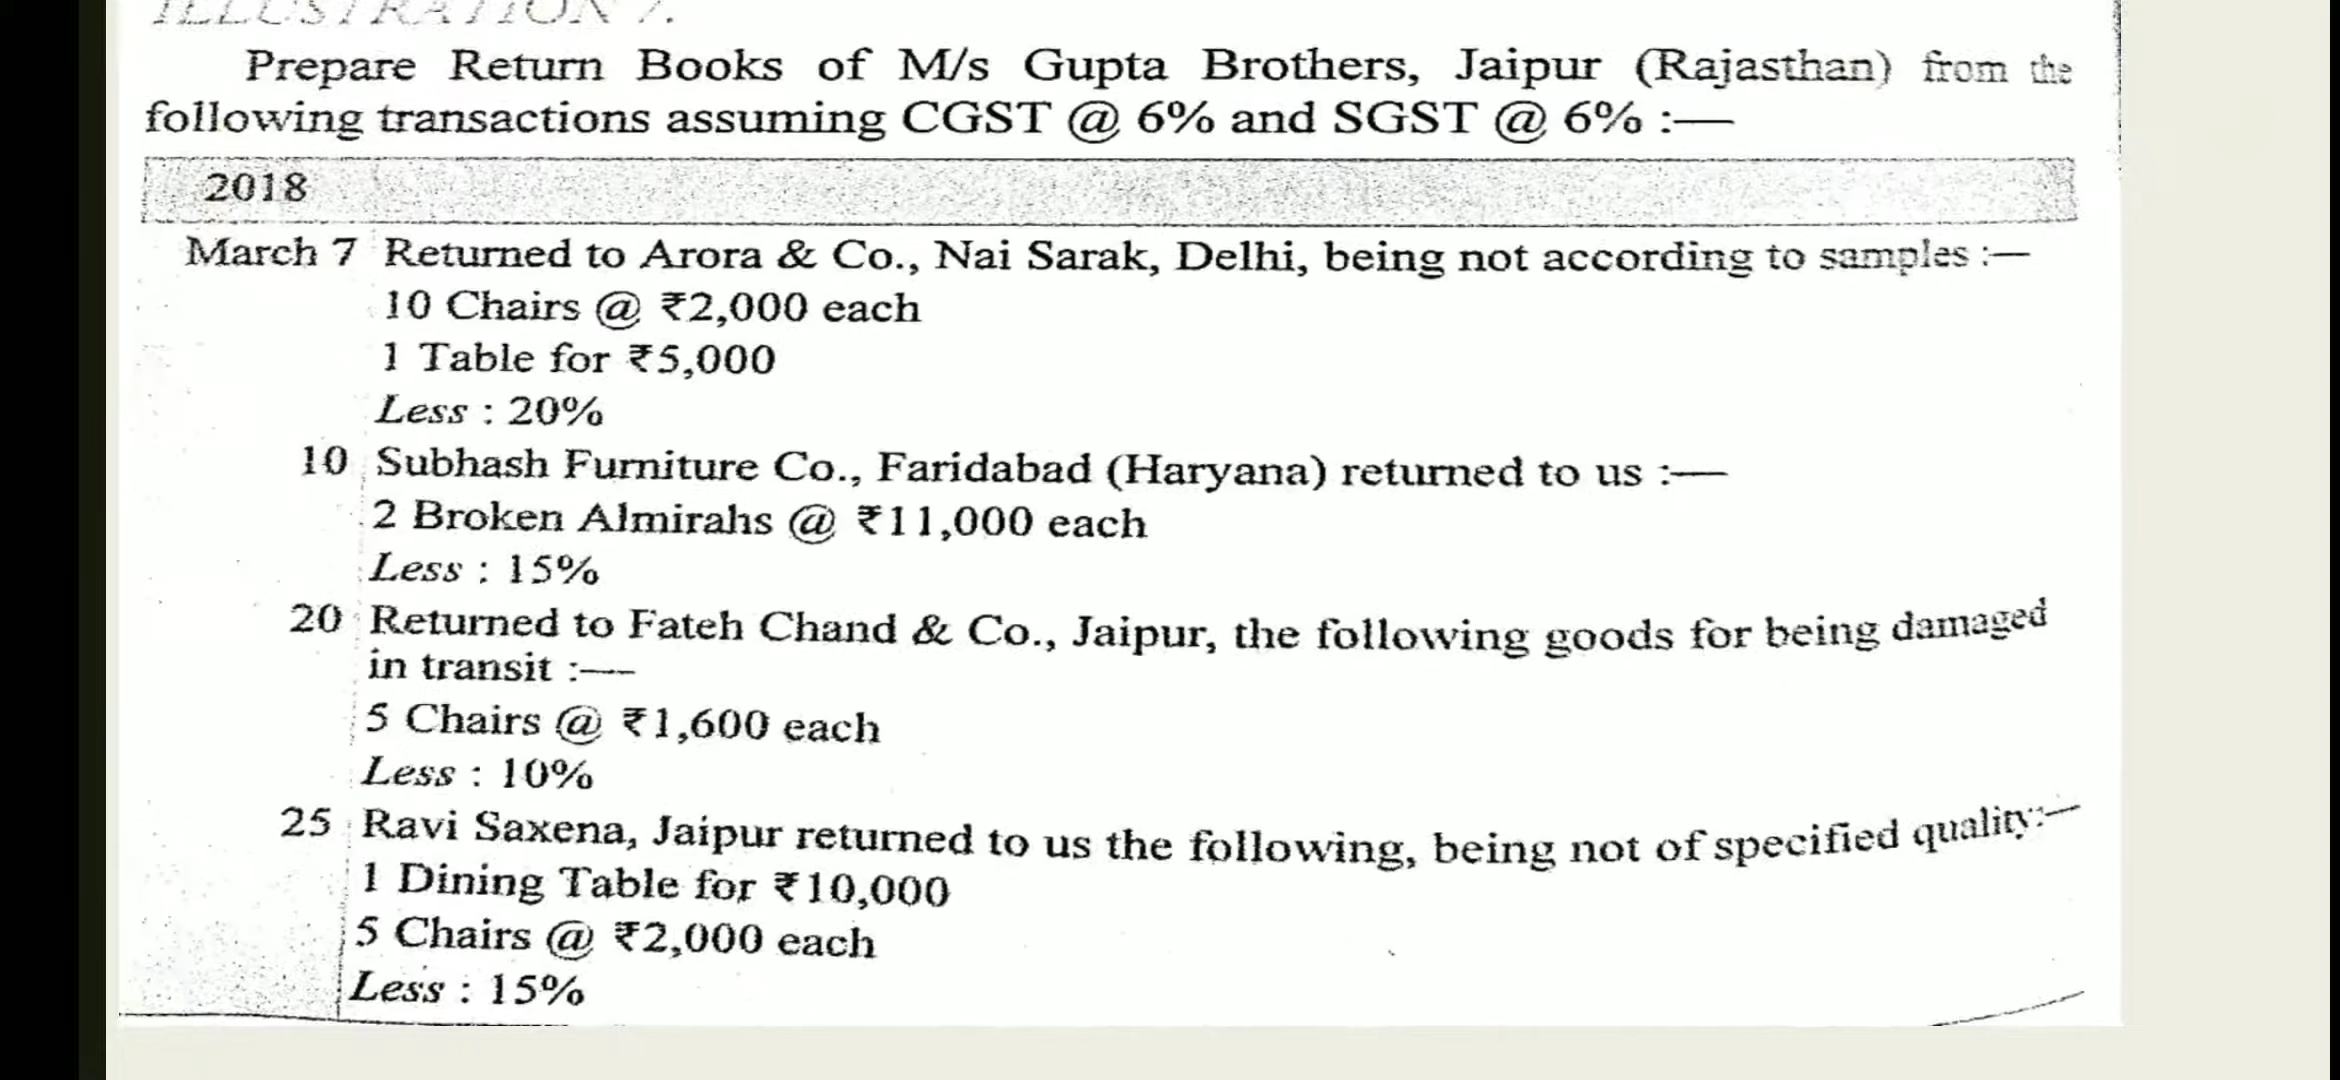 ILLUSTRATION 7.
Prepare Return Books of M/s Gupta Brothers, Jaipur (Rajasthan) from the
following transactions assuming CGST @ 6% and SGST @ 6% :—
2018
March 7 Returned to Arora & Co., Nai Sarak, Delhi, being not according to samples :—
10 Chairs @ ₹2,000 each
1 Table for ₹5,000
Less : 20%
10 Subhash Furniture Co., Faridabad (Haryana) returned to us :—
2 Broken Almirahs @ ₹11,000 each
Less : 15%
20 Returned to Fateh Chand & Co., Jaipur, the following goods for being damaged
in transit :—
5 Chairs @ ₹1,600 each
Less : 10%
25 Ravi Saxena, Jaipur returned to us the following, being not of specified quality:—
1 Dining Table for ₹10,000
5 Chairs @ ₹2,000 each
Less : 15%